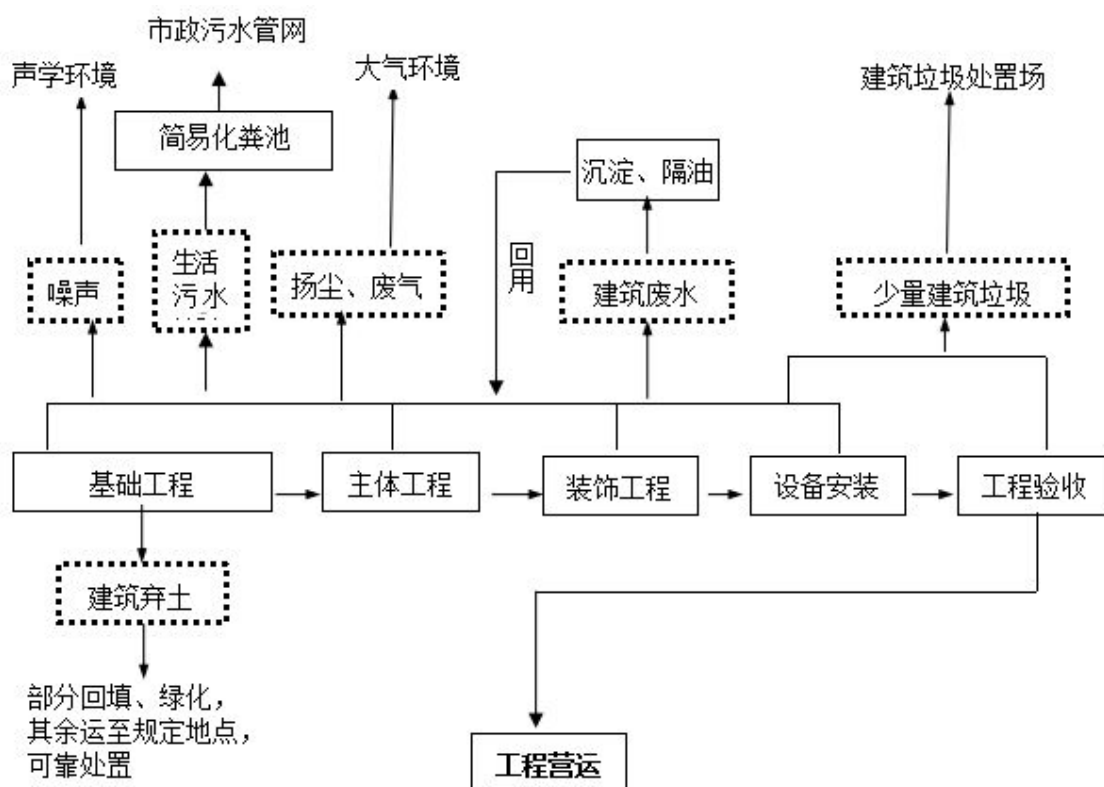 市政污水管网
声学环境
大气环境
建筑垃圾处置场
简易化粪池
沉淀、隔油
回用
噪声
生活
污水
扬尘、废气
建筑废水
少量建筑垃圾
基础工程
主体工程
装饰工程
设备安装
工程验收
建筑弃土
部分回填、绿化，
其余运至规定地点，
可靠处置
工程营运